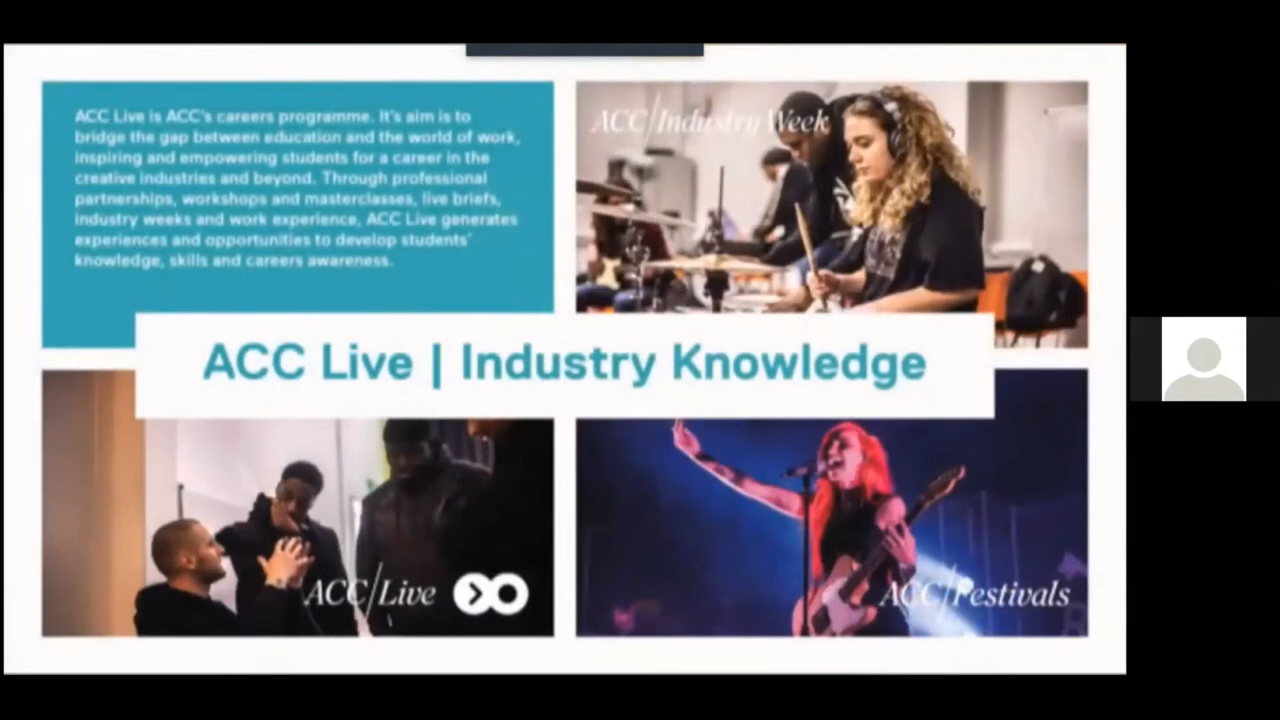 ACC Live is ACC's careers programme. It's aim is to
bridge the gap between education and the world of work,
inspiring and empowering students for a career in the
creative industries and beyond. Through professional
partnerships, workshops and masterclasses, live briefs,
industry weeks and work experience, ACC Live generates
experiences and opportunities to develop students'
knowledge, skills and careers awareness.
ACC/Industry Week
ACC Live | Industry Knowledge
ACC/Live
ACC/Festivals